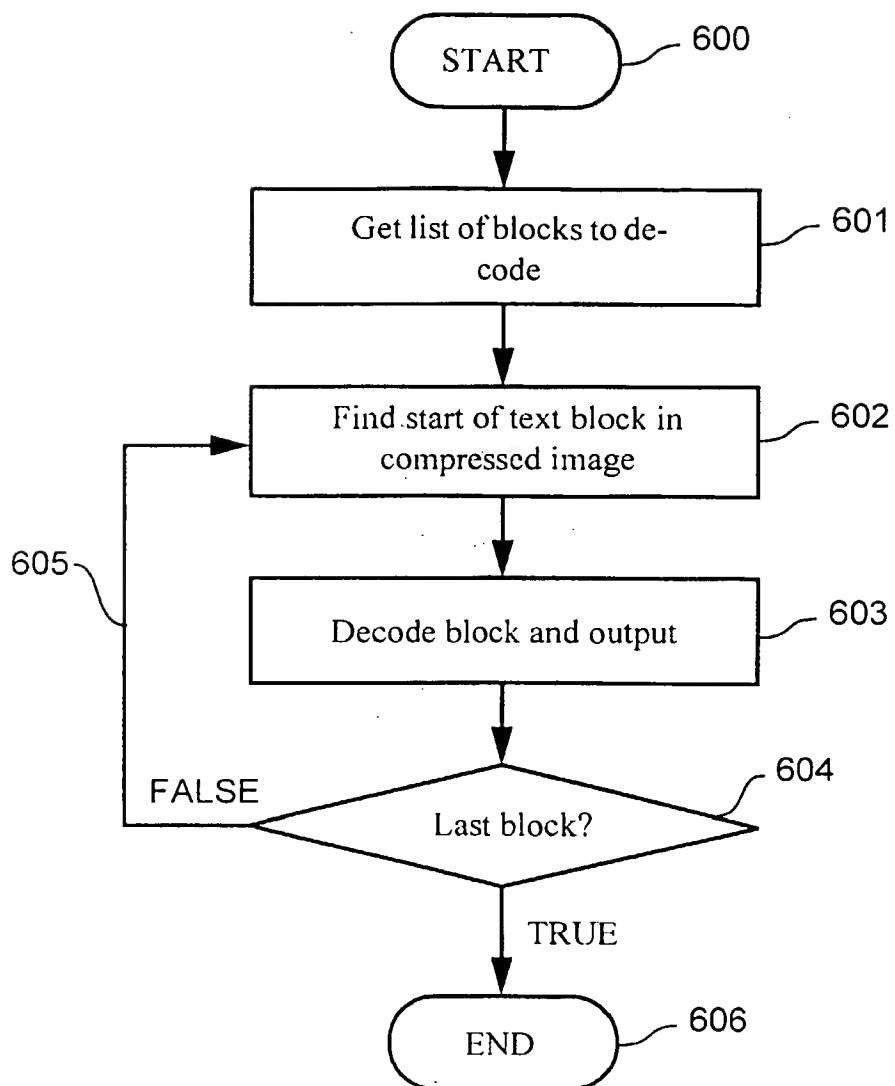 START
600
Get list of blocks to de-
code
601
Find start of text block in
compressed image
602
605
Decode block and output
603
FALSE
Last block?
604
TRUE
END
606